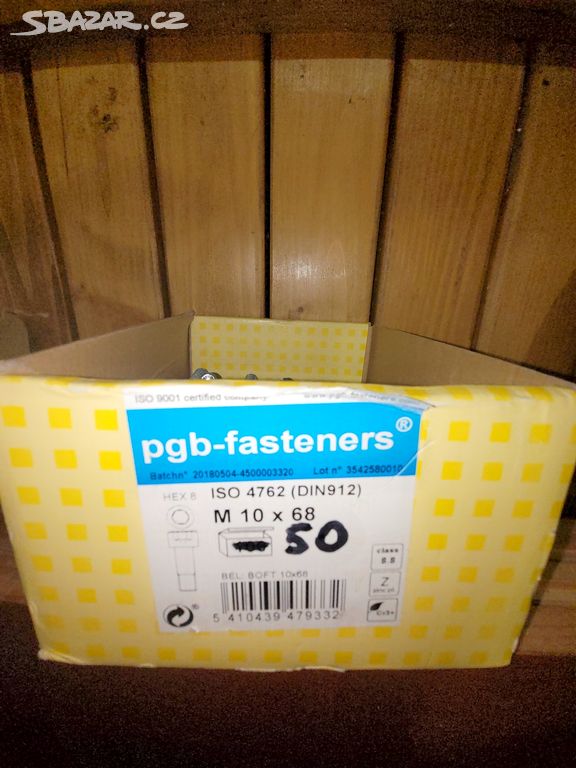 SBAZAR.CZ
ISO 9001 certified company
pgb-fasteners®
Batchn° 20180504-4500003320 Lot n° 3542580010
HEX 8 ISO 4762 (DIN912)
M 10 x 68
50
class
8.8
BEL: BOFT 10x68
Z
Cr3+
5 410439 479332